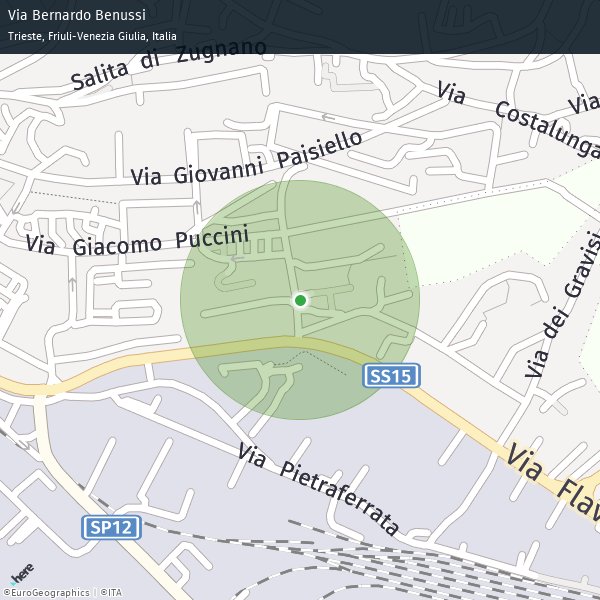 Via Bernardo Benussi
Trieste, Friuli-Venezia Giulia, Italia
Salita di Zugnano
Via Costalunga
Via
Via Giovanni Paisiello
Via Giacomo Puccini
Via dei Gravisi
SS15
Via Flav
Via Pietraferrata
SP12
here
©EuroGeographics | ©ITA